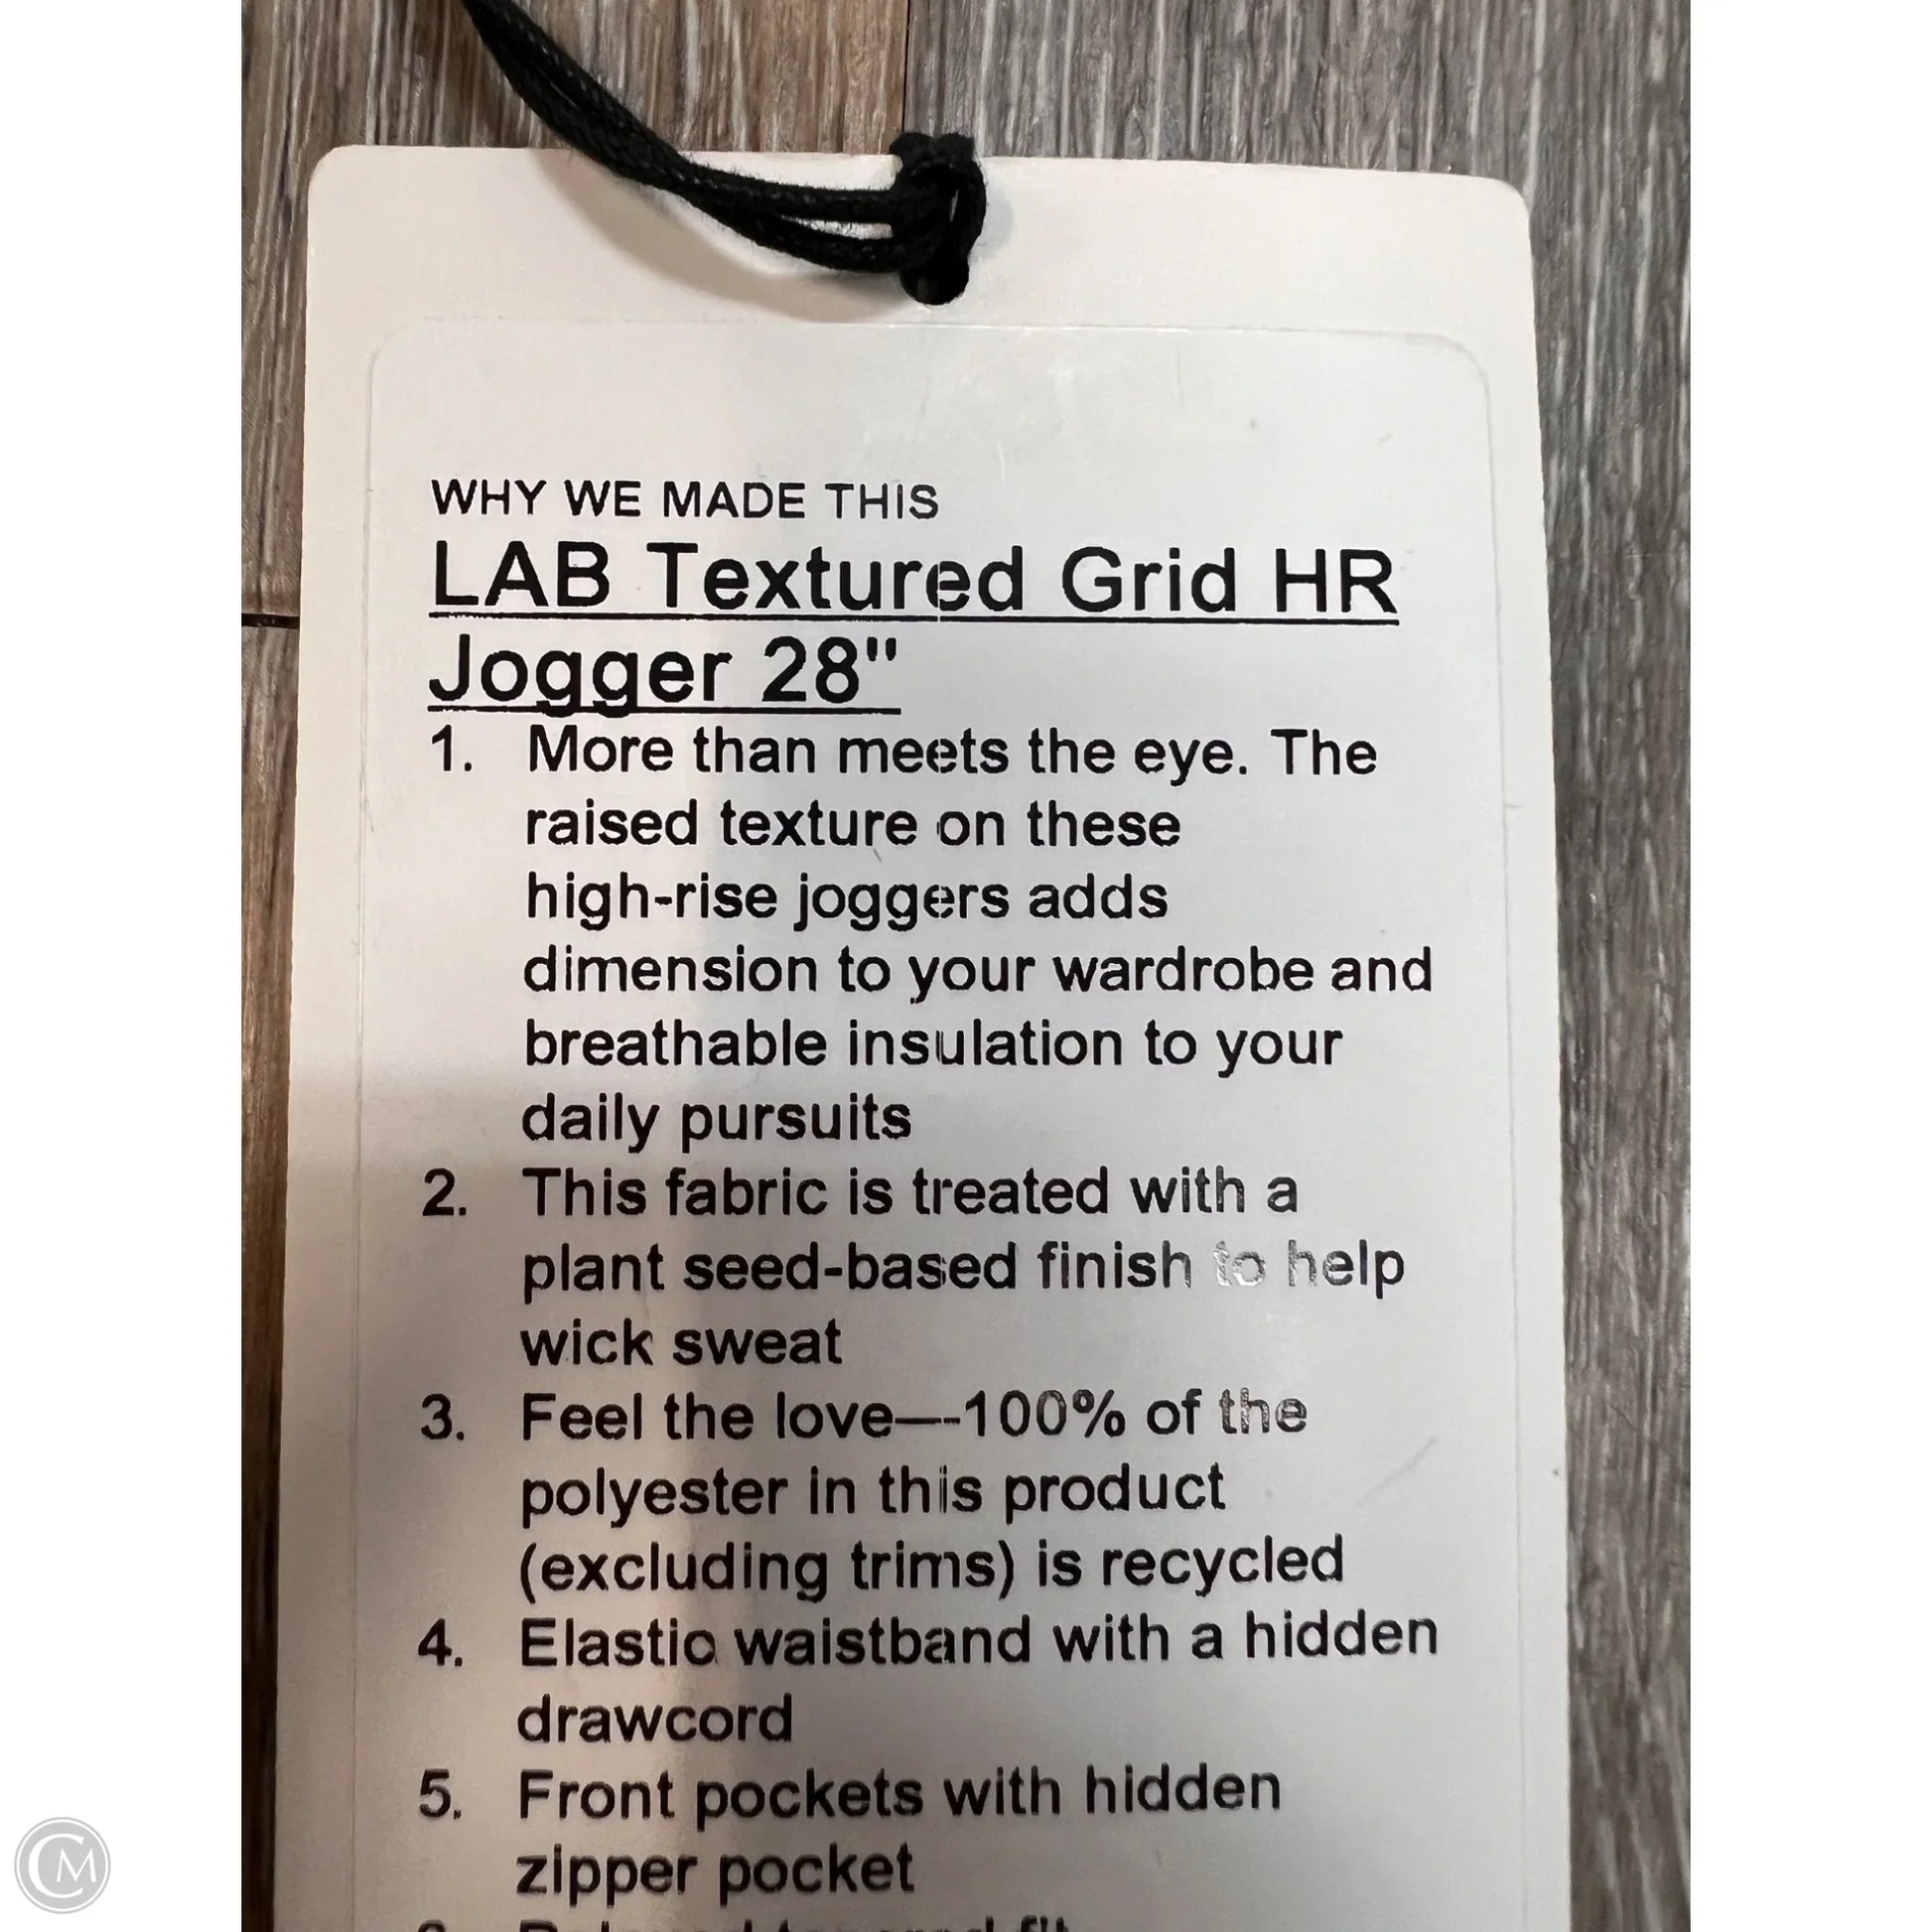 WHY WE MADE THIS
LAB Textured Grid HR
Jogger 28"
1. More than meets the eye. The
raised texture on these
high-rise joggers adds
dimension to your wardrobe and
breathable insulation to your
daily pursuits
2. This fabric is treated with a
plant seed-based finish to help
wick sweat
3. Feel the love—-100% of the
polyester in this product
(excluding trims) is recycled
4. Elastic waistband with a hidden
drawcord
5. Front pockets with hidden
zipper pocket
CM